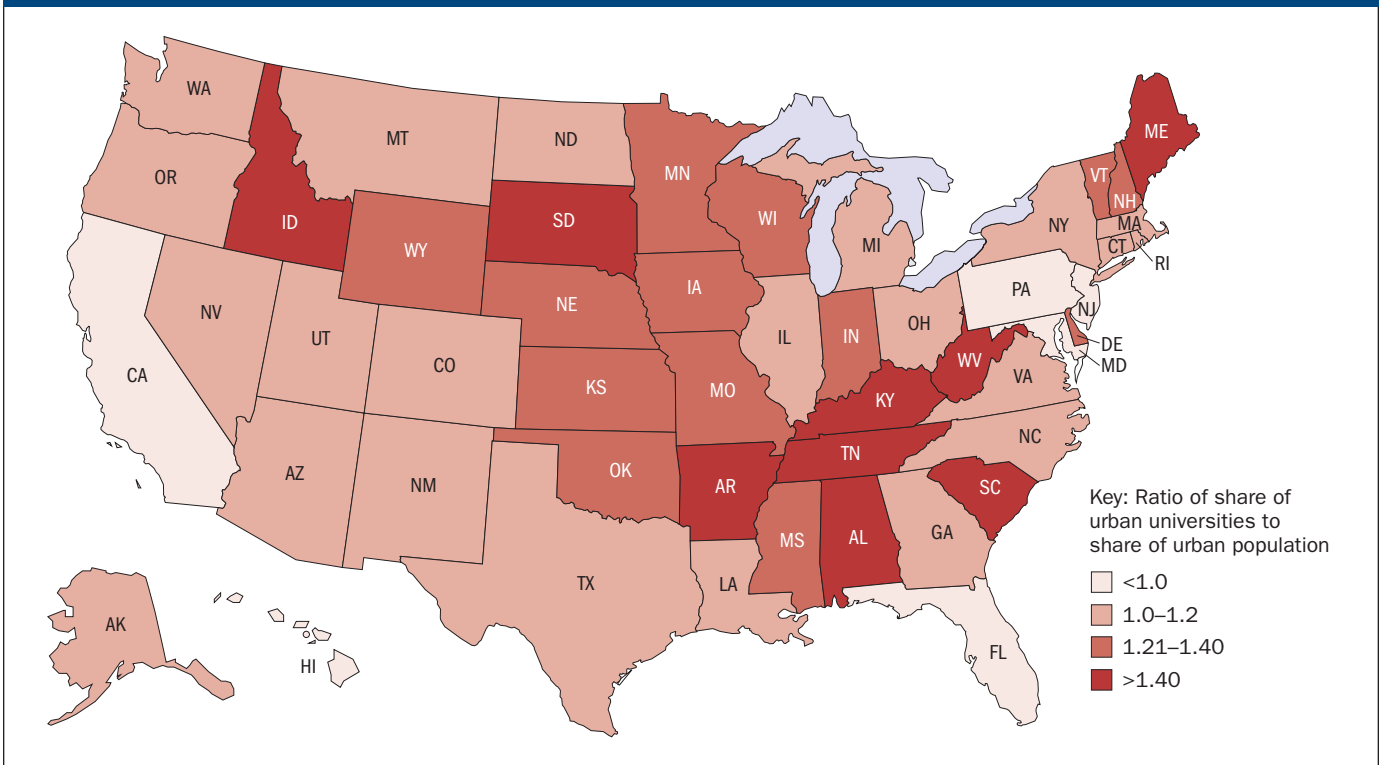 WA
MT
ND
MN
ME
OR
ID
SD
WI
VT
NH
WY
MI
NY
MA
CT
RI
NE
IA
PA
NJ
NV
UT
CO
IL
IN
OH
DE
MD
CA
KS
MO
WV
VA
KY
NC
AZ
NM
OK
AR
TN
SC
MS
AL
GA
TX
LA
AK
HI
FL
Key: Ratio of share of
urban universities to
share of urban population
<1.0
1.0–1.2
1.21–1.40
>1.40